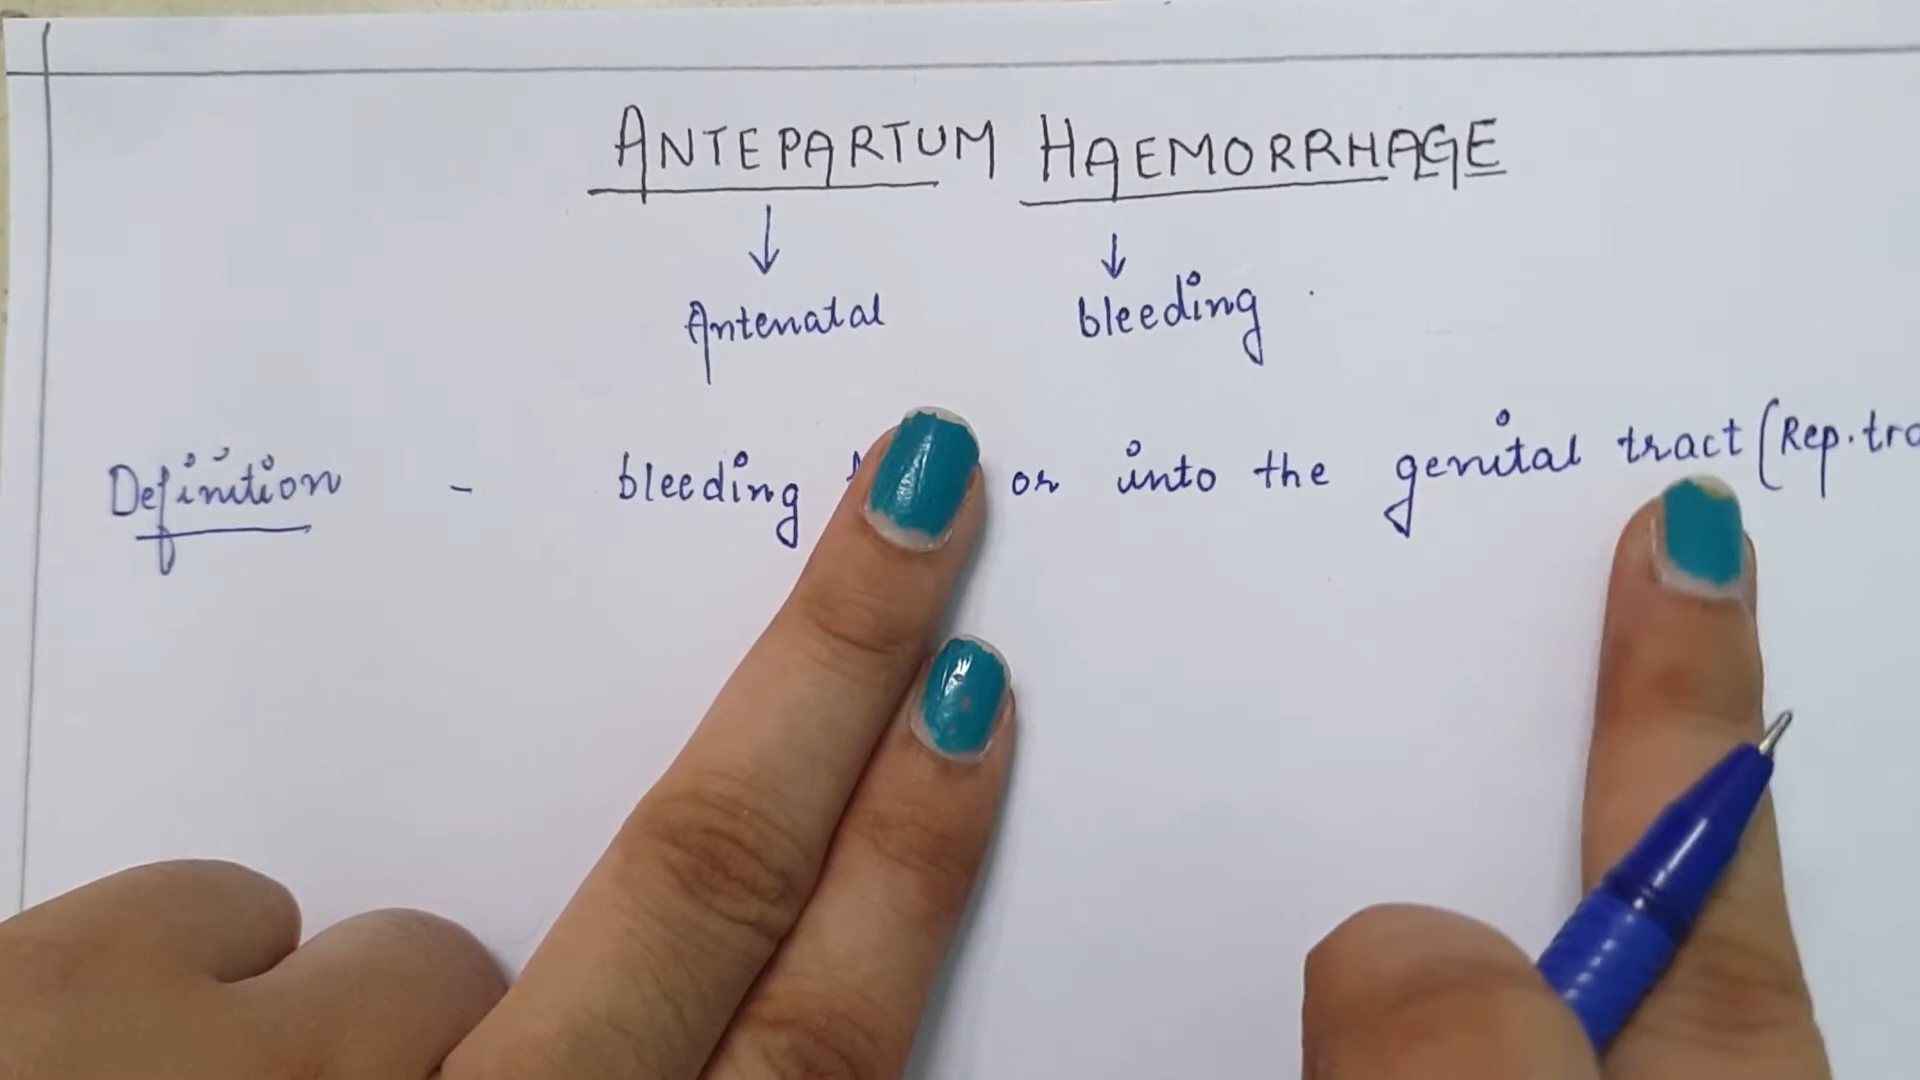 ANTEPARTUM HAEMORRHAGE
↓ ↓
Antenatal bleeding
Definition - bleeding or into the genital tract (Rep.